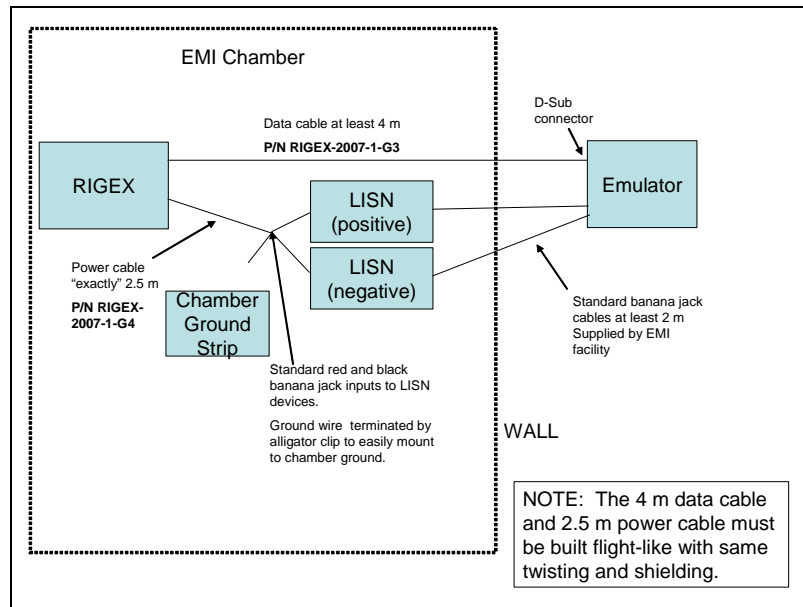 EMI Chamber
Data cable at least 4 m
P/N RIGEX-2007-1-G3
D-Sub
connector
RIGEX
LISN
(positive)
Emulator
LISN
(negative)
Power cable
“exactly” 2.5 m
P/N RIGEX-
2007-1-G4
Chamber
Ground
Strip
Standard banana jack
cables at least 2 m
Supplied by EMI
facility
Standard red and black
banana jack inputs to LISN
devices.
Ground wire terminated by
alligator clip to easily mount
to chamber ground.
WALL
NOTE: The 4 m data cable
and 2.5 m power cable must
be built flight-like with same
twisting and shielding.